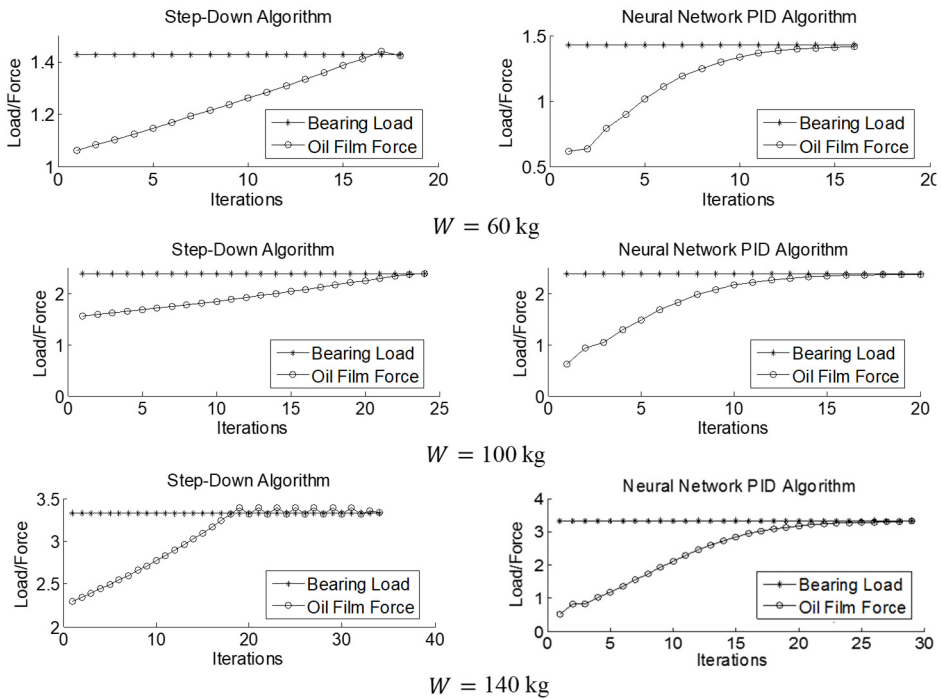 Step-Down Algorithm
Load/Force
1.4
1.2
1
0
5
10
15
20
Bearing Load
Oil Film Force
Iterations
Neural Network PID Algorithm
Load/Force
1.5
1
0.5
0
5
10
15
20
Bearing Load
Oil Film Force
Iterations
W = 60 kg
Step-Down Algorithm
Load/Force
2
1
0
0
5
10
15
20
25
Bearing Load
Oil Film Force
Iterations
Neural Network PID Algorithm
Load/Force
2
1
0
0
5
10
15
20
Bearing Load
Oil Film Force
Iterations
W = 100 kg
Step-Down Algorithm
Load/Force
3.5
3
2.5
2
0
10
20
30
40
Bearing Load
Oil Film Force
Iterations
Neural Network PID Algorithm
Load/Force
4
3
2
1
0
0
5
10
15
20
25
30
Bearing Load
Oil Film Force
Iterations
W = 140 kg